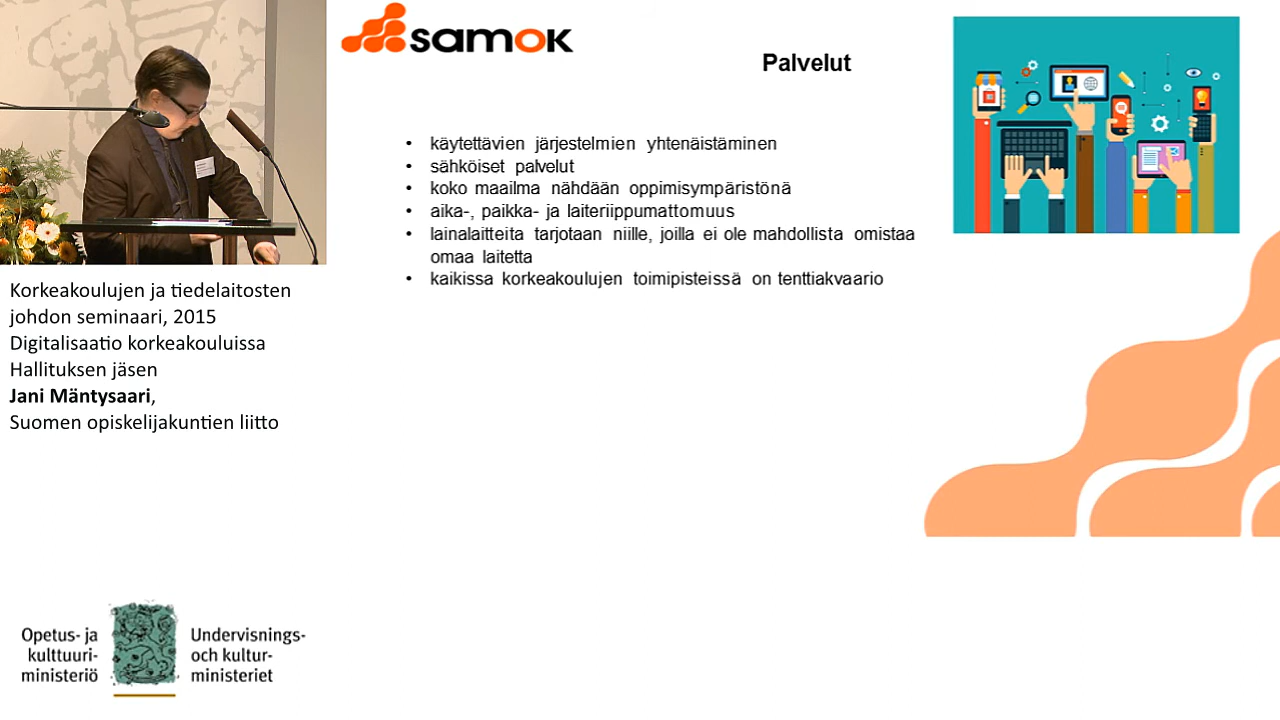 samok
Palvelut
• käytettävien järjestelmien yhtenäistäminen
• sähköiset palvelut
• koko maailma nähdään oppimisympäristönä
• aika-, paikka- ja laiteriippumattomuus
• lainalaitteita tarjotaan niille, joilla ei ole mahdollista omistaa
omaa laitetta
• kaikissa korkeakoulujen toimipisteissä on tenttiakvaario
Korkeakoulujen ja tiedelaitosten
johdon seminaari, 2015
Digitalisaatio korkeakouluissa
Hallituksen jäsen
Jani Mäntysaari,
Suomen opiskelijakuntien liitto
Opetus- ja
kulttuuri-
ministeriö
Undervisnings-
och kultur-
ministeriet